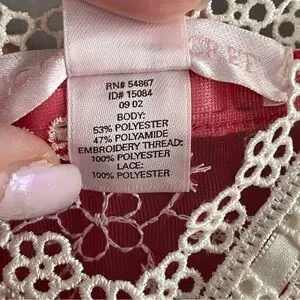 RN# 54867
ID# 15084
09 02
BODY:
53% POLYESTER
47% POLYAMIDE
EMBROIDERY THREAD:
100% POLYESTER
LACE:
100% POLYESTER